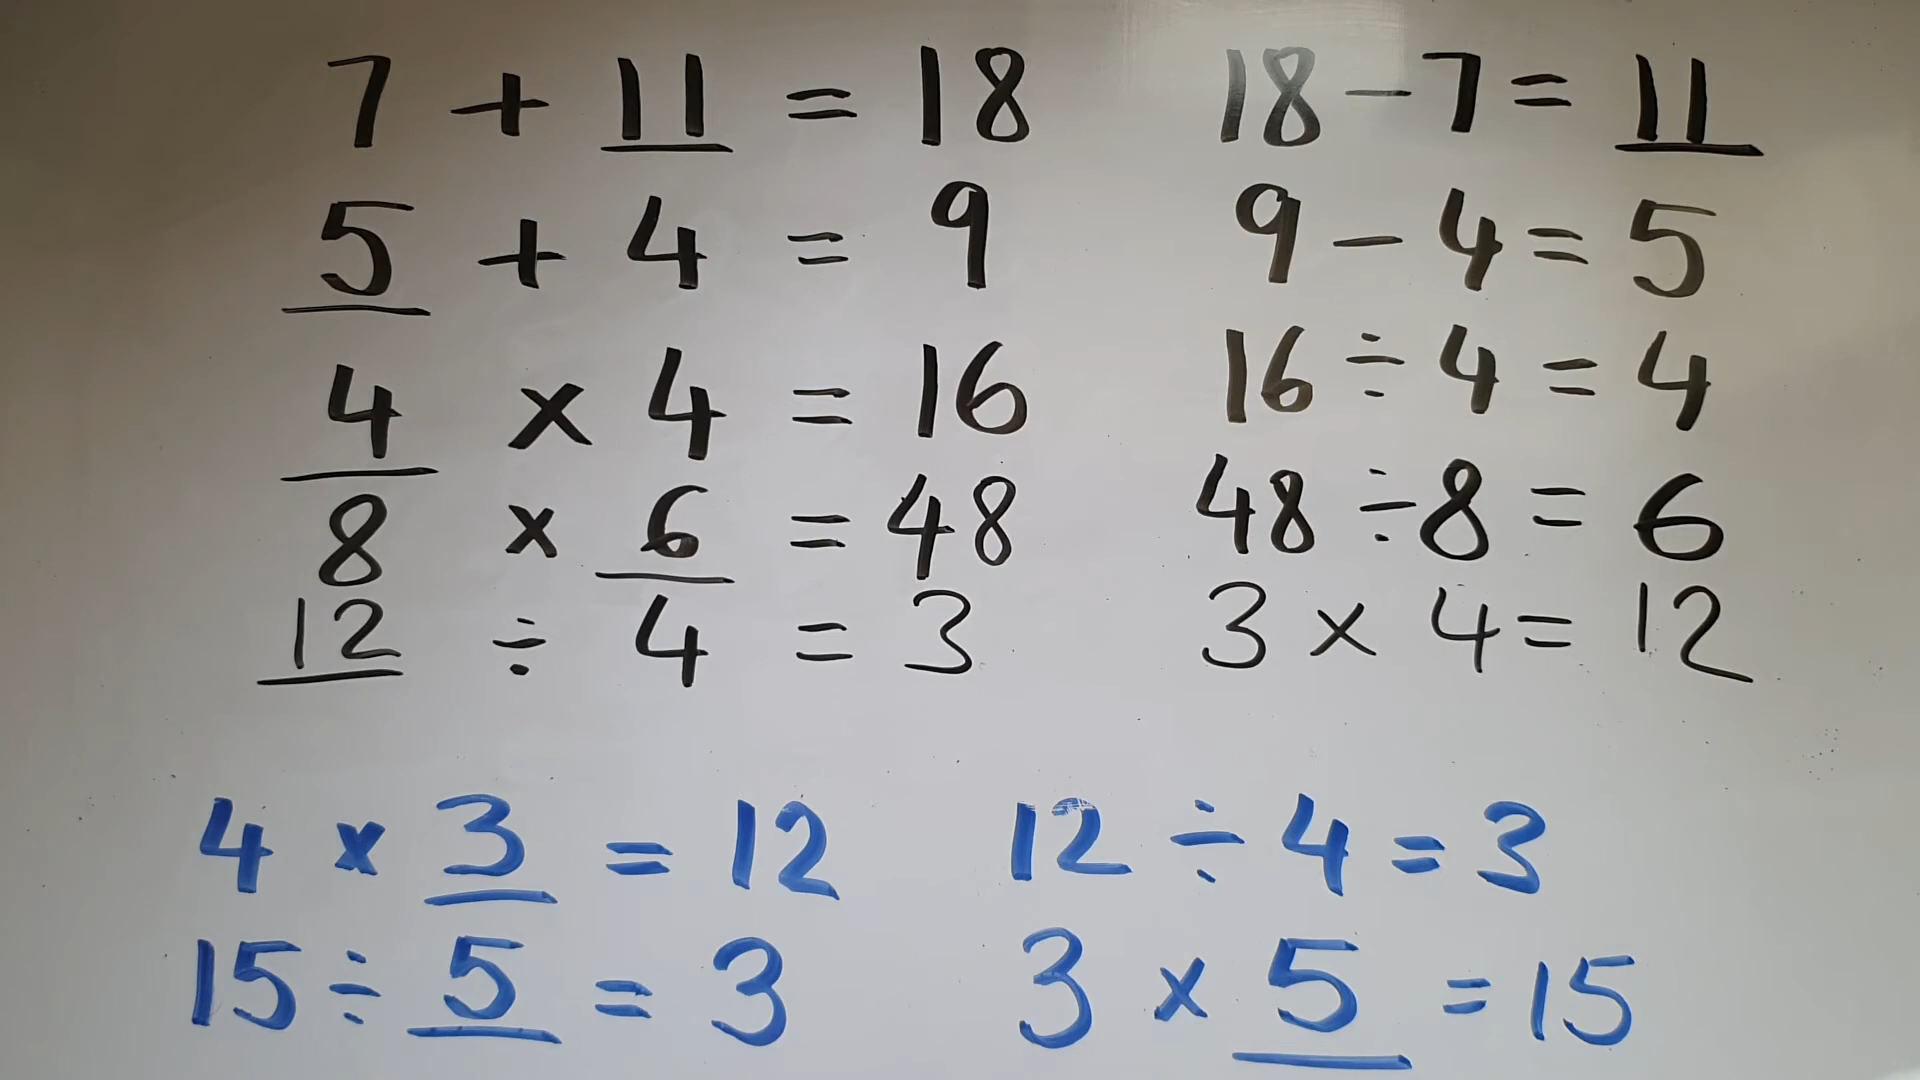 7 + 11 = 18 18 - 7 = 11
5 + 4 = 9 9 - 4 = 5
4 × 4 = 16 16 ÷ 4 = 4
8 × 6 = 48 48 ÷ 8 = 6
12 ÷ 4 = 3 3 × 4 = 12
4 × 3 = 12 12 ÷ 4 = 3
15 ÷ 5 = 3 3 × 5 = 15